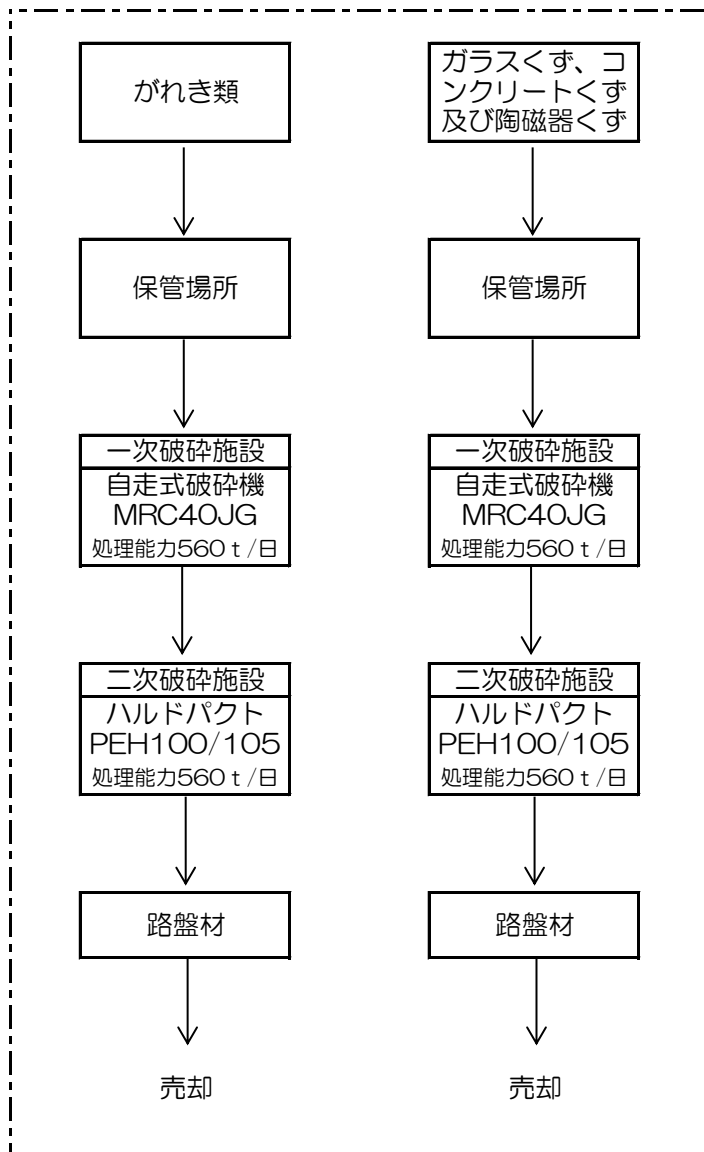 がれき類
保管場所
一次破砕施設
自走式破砕機
MRC40JG
処理能力560ｔ/日
二次破砕施設
ハルドパクト
PEH100/105
処理能力560ｔ/日
路盤材
売却
ガラスくず、コ
ンクリートくず
及び陶磁器くず
保管場所
一次破砕施設
自走式破砕機
MRC40JG
処理能力560ｔ/日
二次破砕施設
ハルドパクト
PEH100/105
処理能力560ｔ/日
路盤材
売却